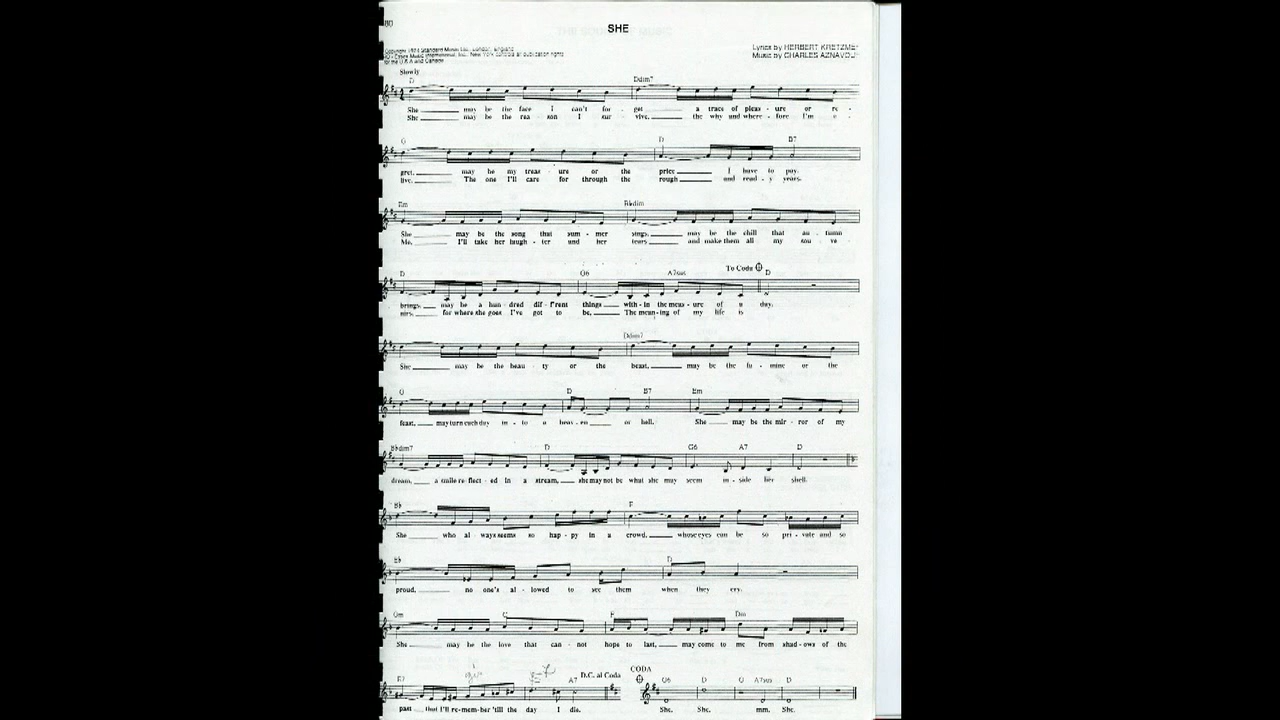 80
SHE
Lyrics by HERBERT KRETZMER
Music by CHARLES AZNAVOUR
for the U.S.A and Canada
Slowly
D Ddim7
She may be the face I can't for - get a trace of pleas - ure or re -
She may be the rea - son I sur - vive, the why and where - fore I'm a -
G D B7
gret, may be my treas - ure or the price I have to pay.
live. The one I'll care for through the rough and read - y years.
Em Bbdim
She may be the song that sum - mer sings, may be the chill that au - tumn
Me, I'll take her laugh - ter and her tears and make them all my sou - ve -
To Coda
D G6 A7sus D
brings, may be a hun - dred dif - f'rent things with - in the meas - ure of a day.
nirs, for where she goes I've got to be, The mean - ing of my life is
Ddim7
She may be the beau - ty or the beast, may be the fa - mine or the
G D B7 Em
feast, may turn each day in - to a heav - en or hell. She may be the mir - ror of my
Bbdim7 D G6 A7 D
dream, a smile re - flect - ed in a stream, she may not be what she may seem in - side her shell.
Bb F
She who al - ways seems so hap - py in a crowd, whose eyes can be so pri - vate and so
Eb D
proud, no one's al - lowed to see them when they cry.
Gm C F Dm
She may be the love that can - not hope to last, may come to me from shad - ows of the
CODA
E7 A7 D.C. al Coda G6 D G A7sus D
past that I'll re - mem - ber 'till the day I die. She. She. mm. She.